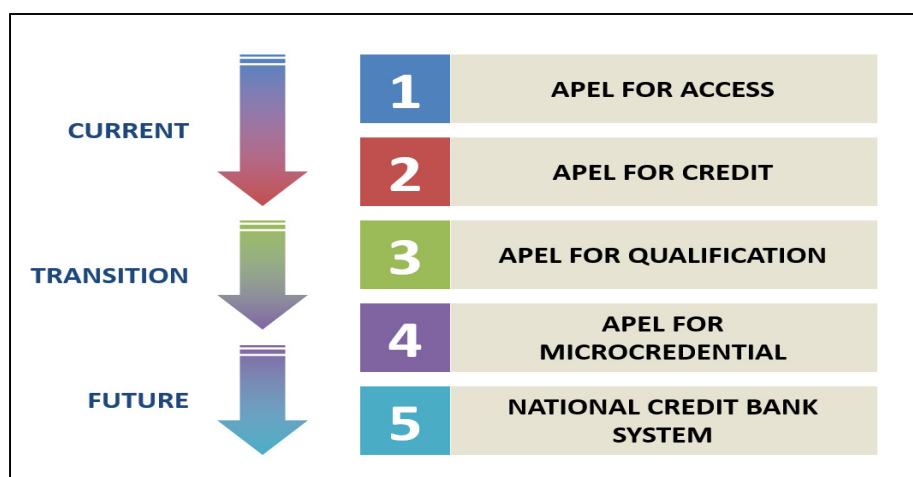 CURRENT
TRANSITION
FUTURE
1 APEL FOR ACCESS
2 APEL FOR CREDIT
3 APEL FOR QUALIFICATION
4 APEL FOR
MICROCREDENTIAL
5 NATIONAL CREDIT BANK
SYSTEM